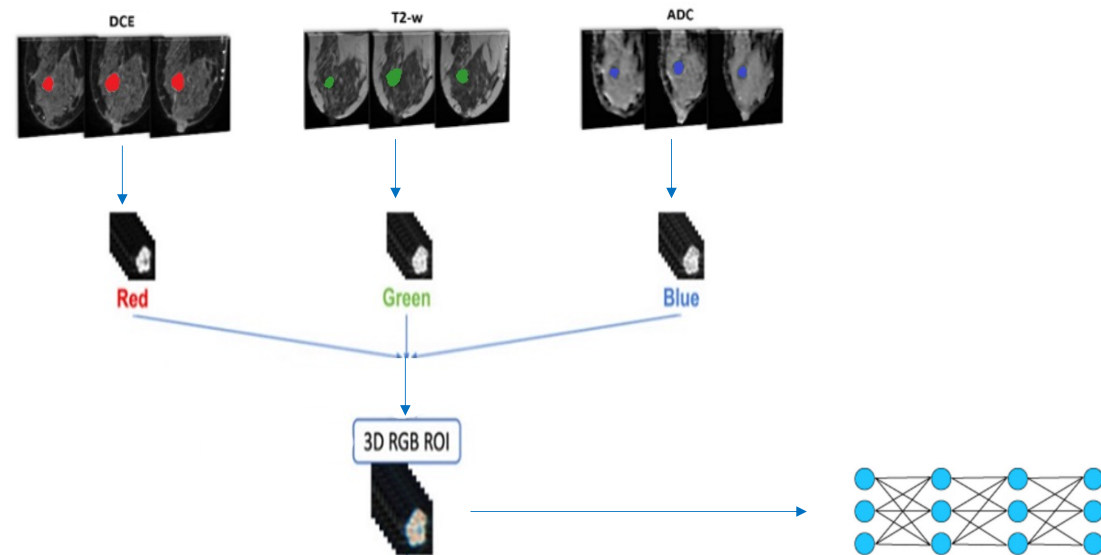 DCE
T2-w
ADC
Red
Green
Blue
3D RGB ROI